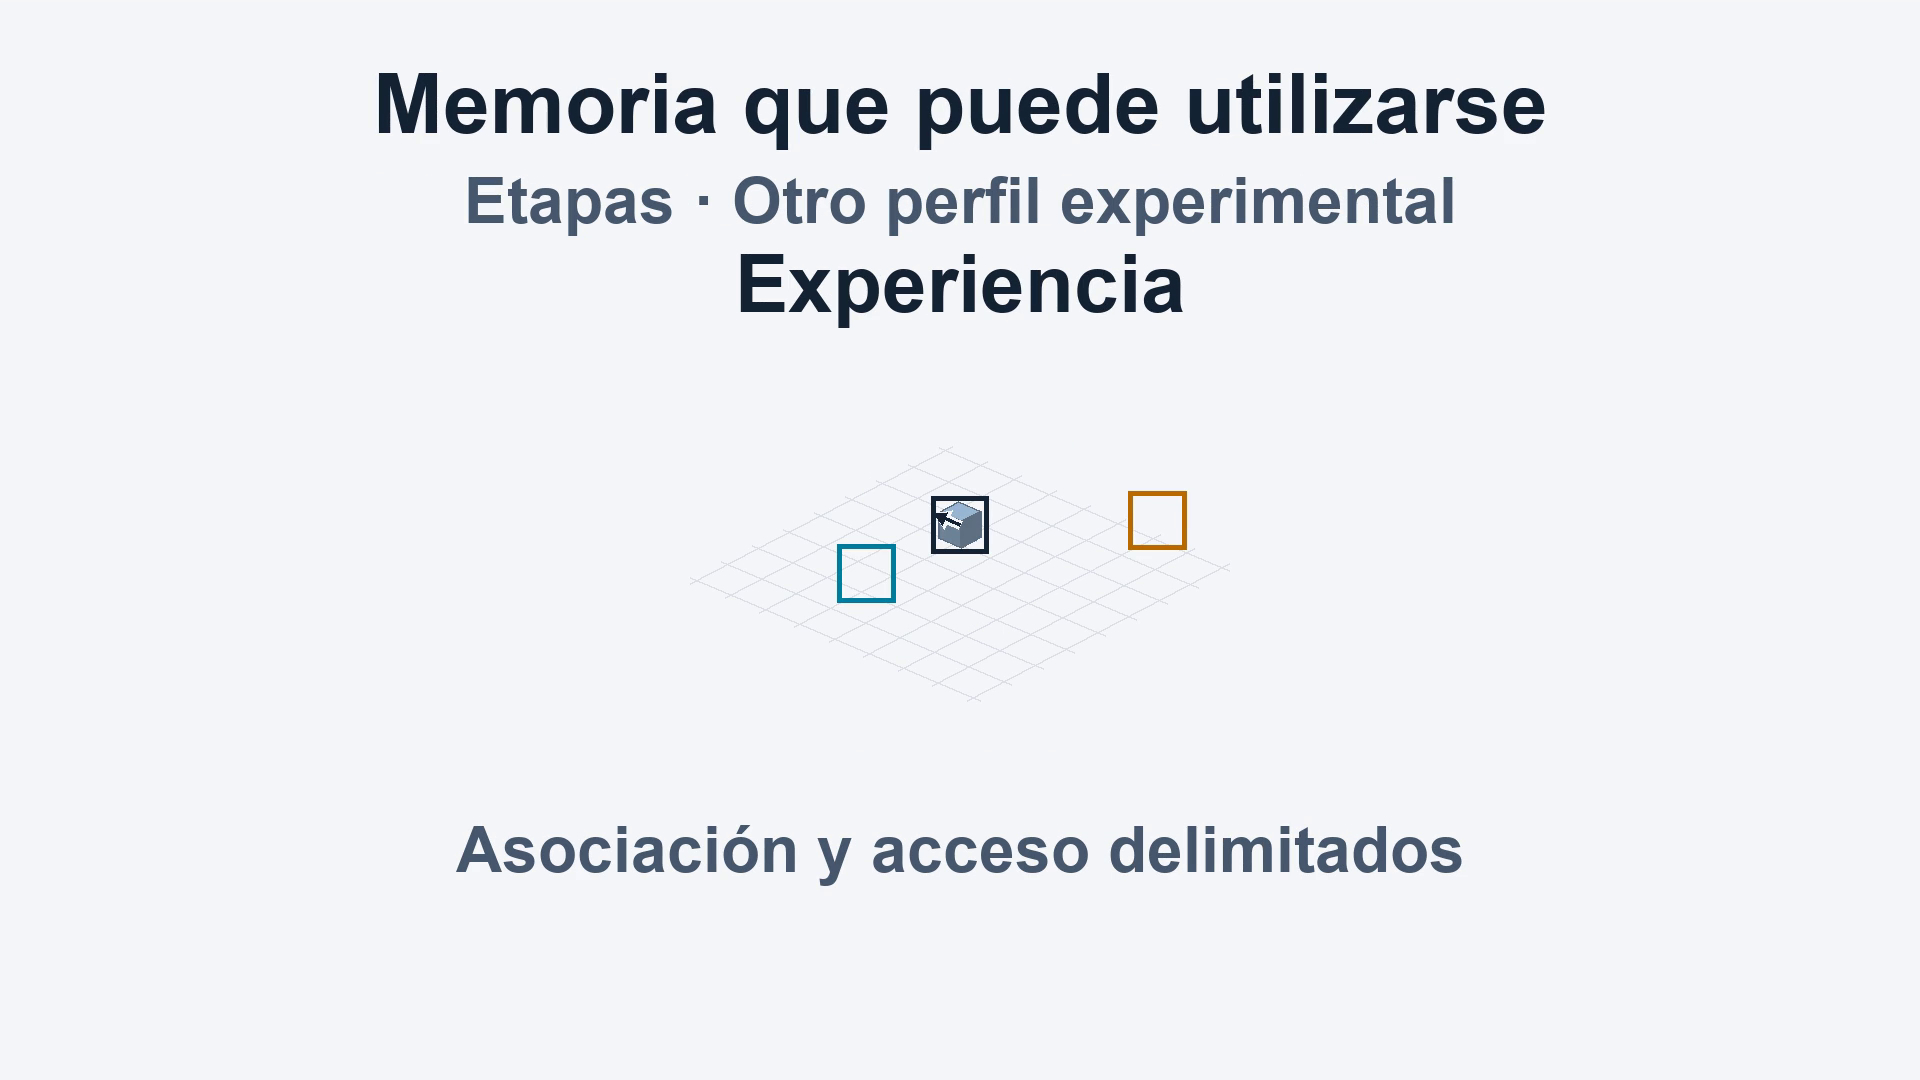 Memoria que puede utilizarse
Etapas · Otro perfil experimental
Experiencia
Asociación y acceso delimitados